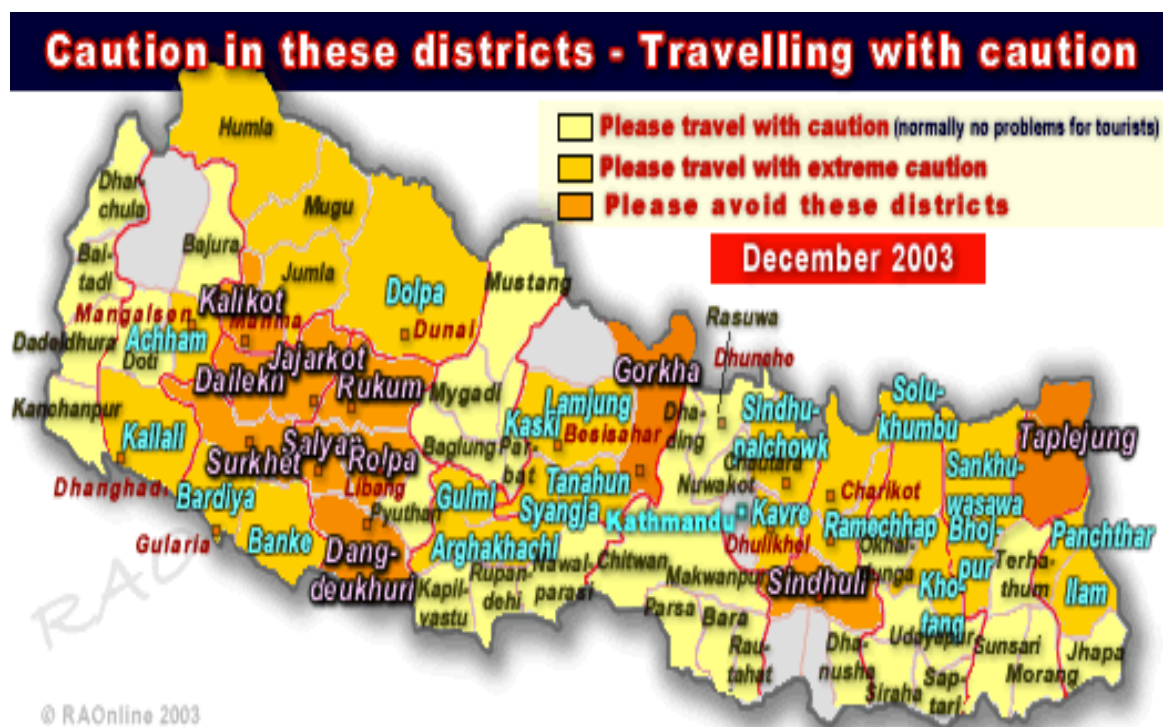 Caution in these districts - Travelling with caution
Please travel with caution (normally no problems for tourists)
Please travel with extreme caution
Please avoid these districts
December 2003
Humla
Dhar-
chula
Mugu
Bajura
Bai-
tadi
Jumla
Dolpa
Mustang
Kalikot
Mangalsen
Manma
Dunai
Rasuwa
Dadeldhura
Achham
Doti
Jajarkot
Dhunche
Dailekh
Rukum
Mygadi
Gorkha
Kanchanpur
Lamjung
Dha-
ding
Sindhu-
palchowk
Solu-
khumbu
Kaski
Besisahar
Taplejung
Kailali
Salyan
Baglung
Par-
bat
Surkhet
Rolpa
Chautara
Sankhu-
wasawa
Dhanghadi
Libang
Tanahun
Nuwakot
Charikot
Bardiya
Gulmi
Syangja
Kathmandu
Kavre
Ramechhap
Bhoj-
pur
Panchthar
Pyuthan
Gularia
Banke
Arghakhachi
Dhulikhel
Okhal-
dunga
Terha-
thum
Dang-
deukhuri
Nawal-
parasi
Chitwan
Makwanpur
Sindhuli
Kho-
tang
Ilam
Kapil-
vastu
Rupan-
dehi
Parsa
Bara
Rau-
tahat
Dha-
nusha
Udayapur
Sunsari
Morang
Jhapa
Siraha
Sap-
tari
RAO
© RAOnline 2003